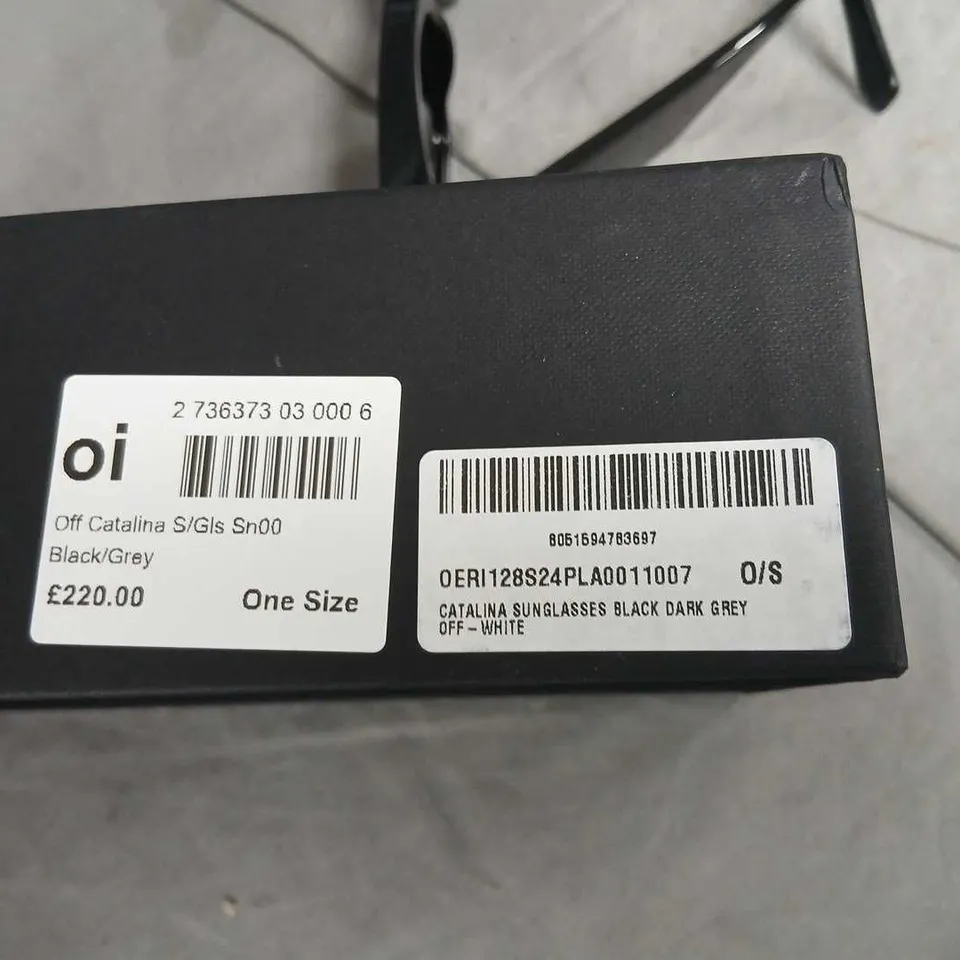 2 736373 03 000 6
oi
Off Catalina S/Gls Sn00
Black/Grey
£220.00 One Size
8051594783697
OERI128S24PLA0011007 O/S
CATALINA SUNGLASSES BLACK DARK GREY
OFF-WHITE